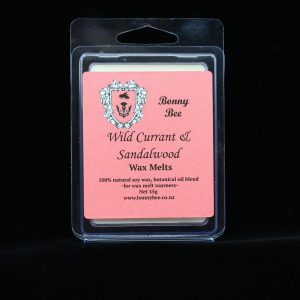 Bonny
Bee
Wild Currant &
Sandalwood
Wax Melts
100% natural soy wax, botanical oil blend
-for wax melt warmers-
Net 45g
www.bonnybee.co.nz